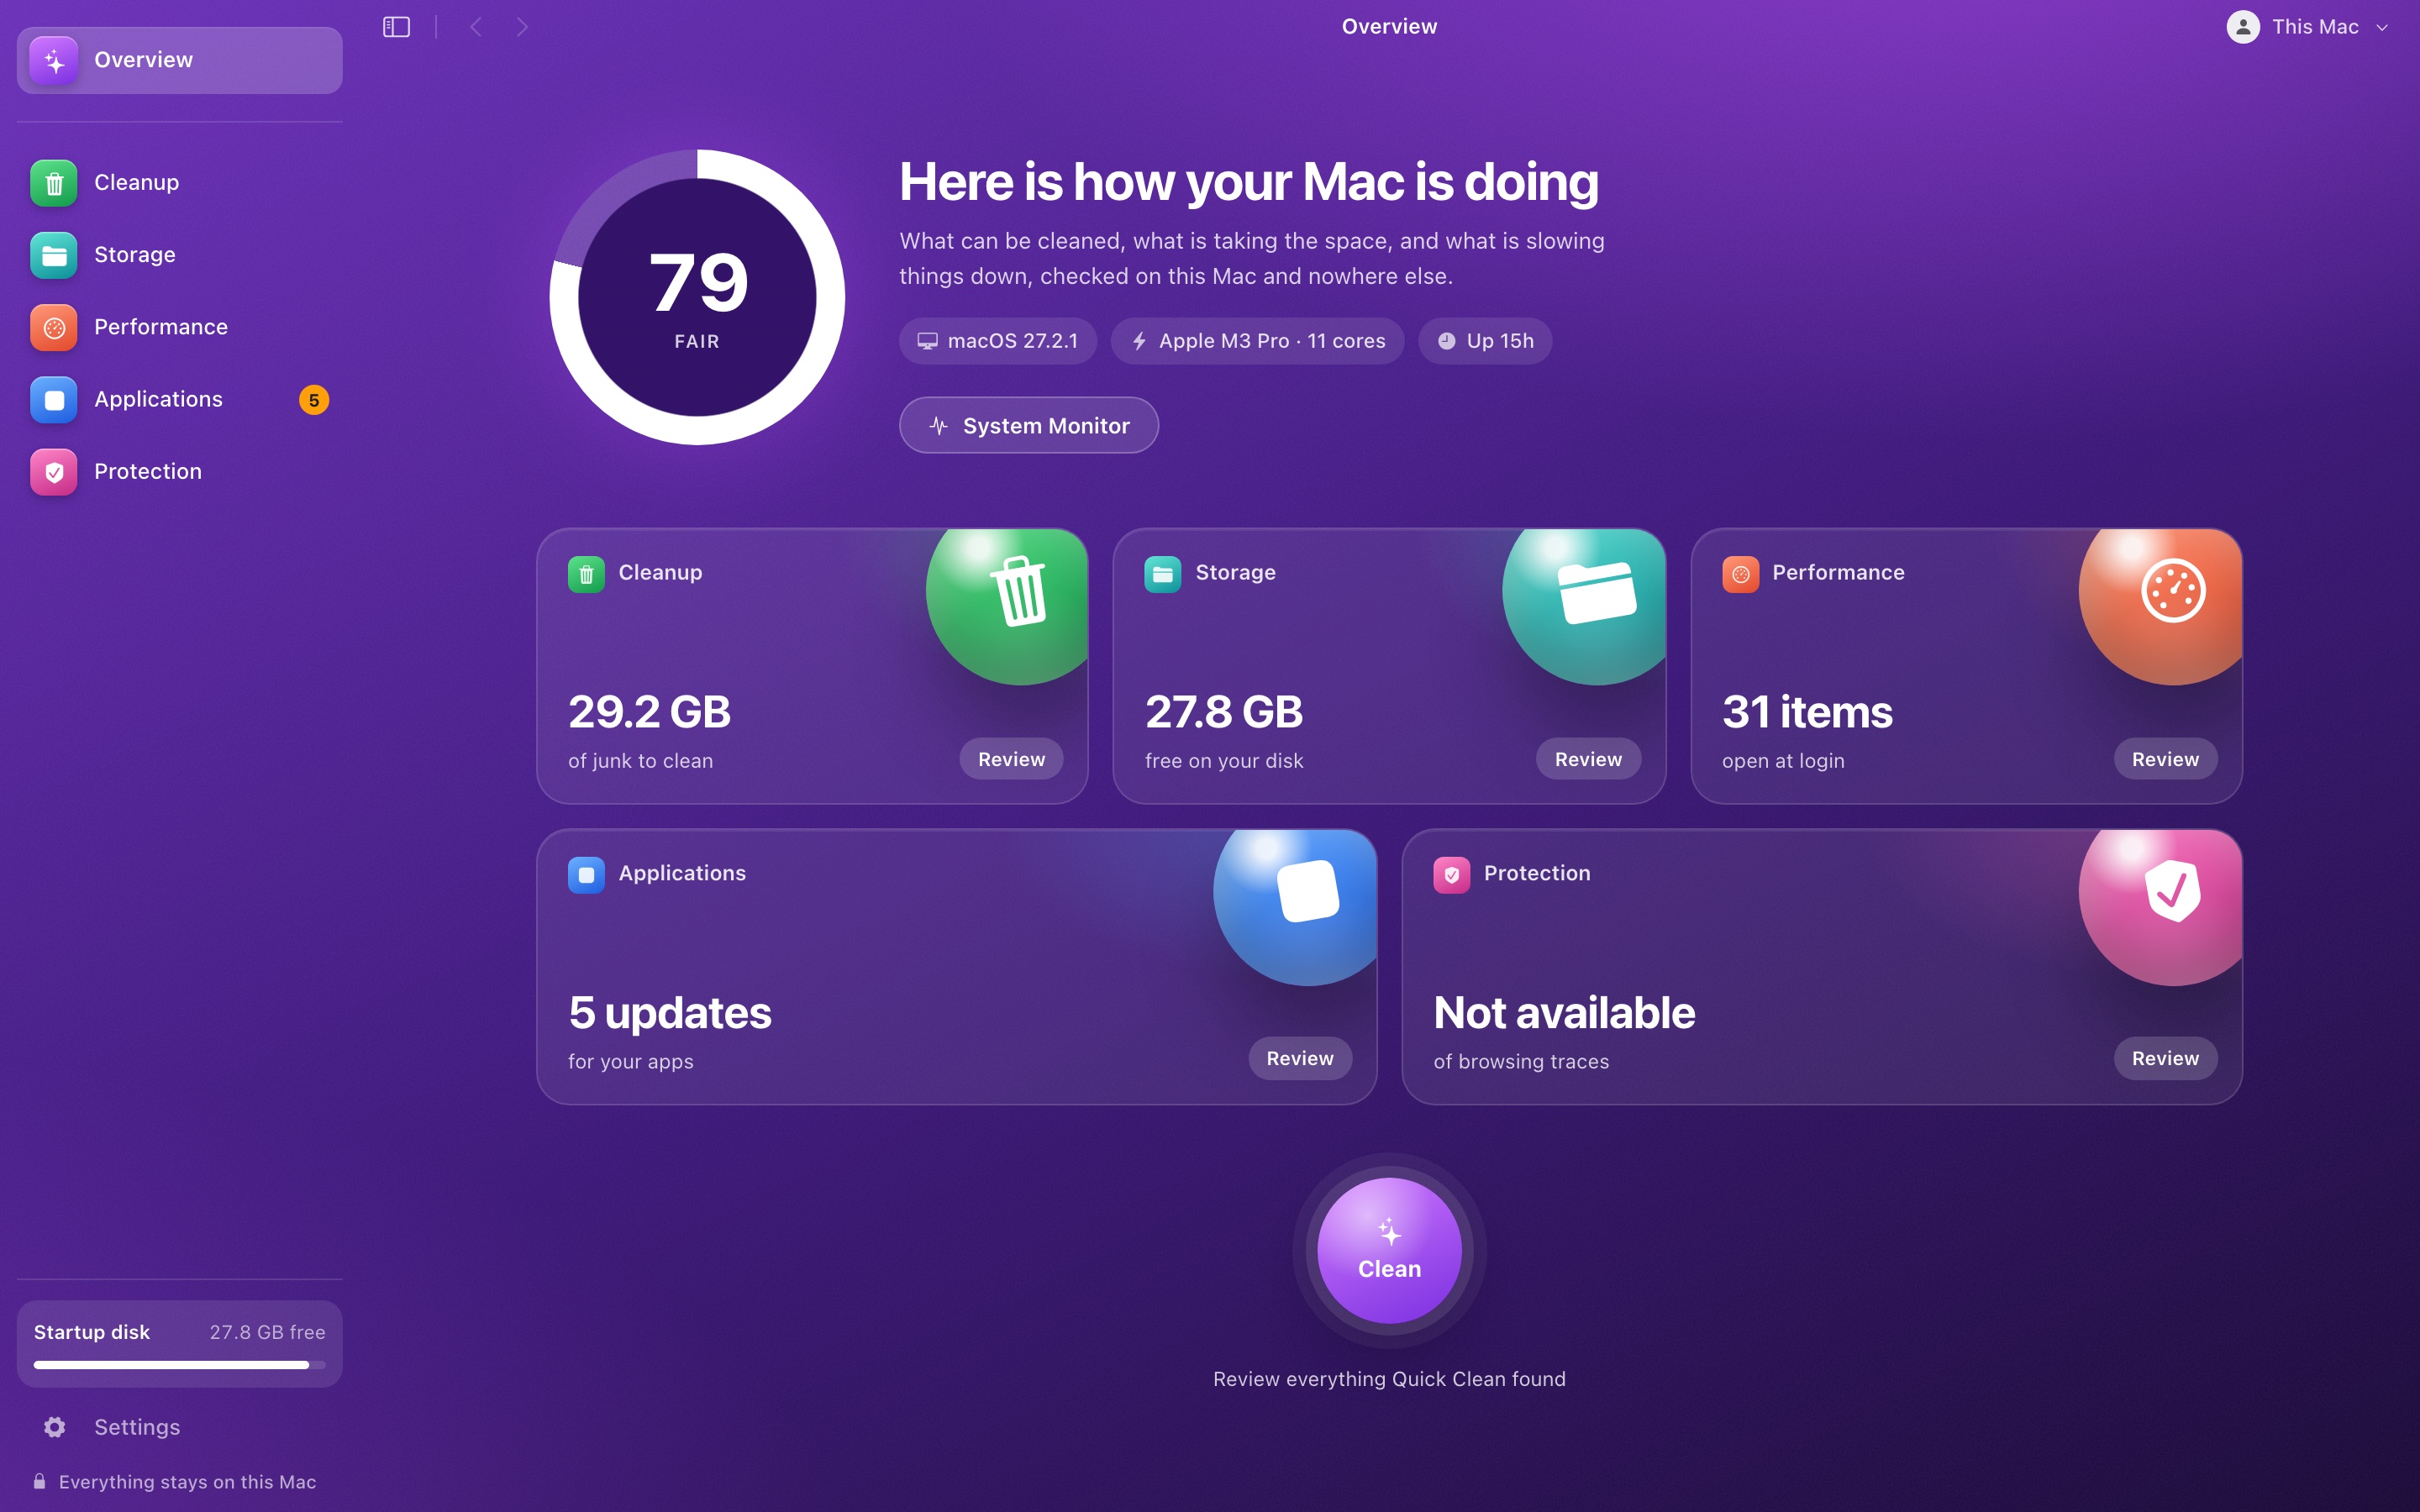 Overview
Cleanup
Storage
Performance
Applications
5
Protection
Startup disk
27.8 GB free
Settings
Everything stays on this Mac
Overview
This Mac
79
FAIR
Here is how your Mac is doing
What can be cleaned, what is taking the space, and what is slowing
things down, checked on this Mac and nowhere else.
macOS 27.2.1
Apple M3 Pro · 11 cores
Up 15h
System Monitor
Cleanup
29.2 GB
of junk to clean
Review
Storage
27.8 GB
free on your disk
Review
Performance
31 items
open at login
Review
Applications
5 updates
for your apps
Review
Protection
Not available
of browsing traces
Review
Clean
Review everything Quick Clean found